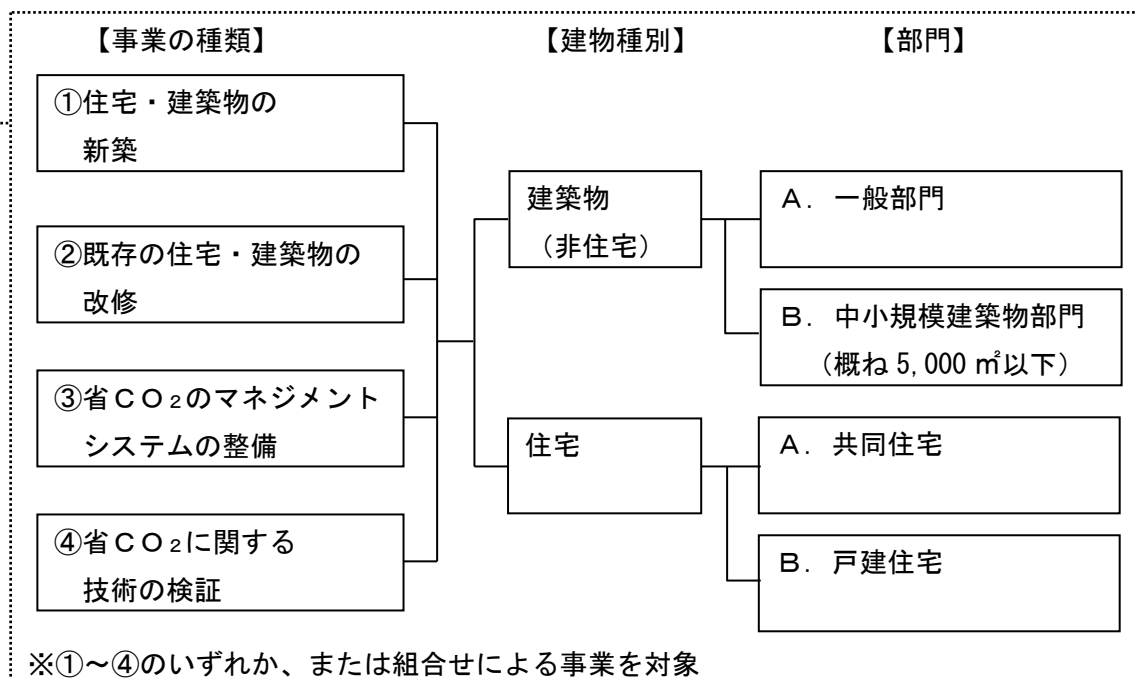 【事業の種類】
【建物種別】
【部門】
①住宅・建築物の
新築
②既存の住宅・建築物の
改修
③省ＣＯ₂のマネジメント
システムの整備
④省ＣＯ₂に関する
技術の検証
建築物
（非住宅）
住宅
Ａ．一般部門
Ｂ．中小規模建築物部門
（概ね 5,000 ㎡以下）
Ａ．共同住宅
Ｂ．戸建住宅
※①～④のいずれか、または組合せによる事業を対象